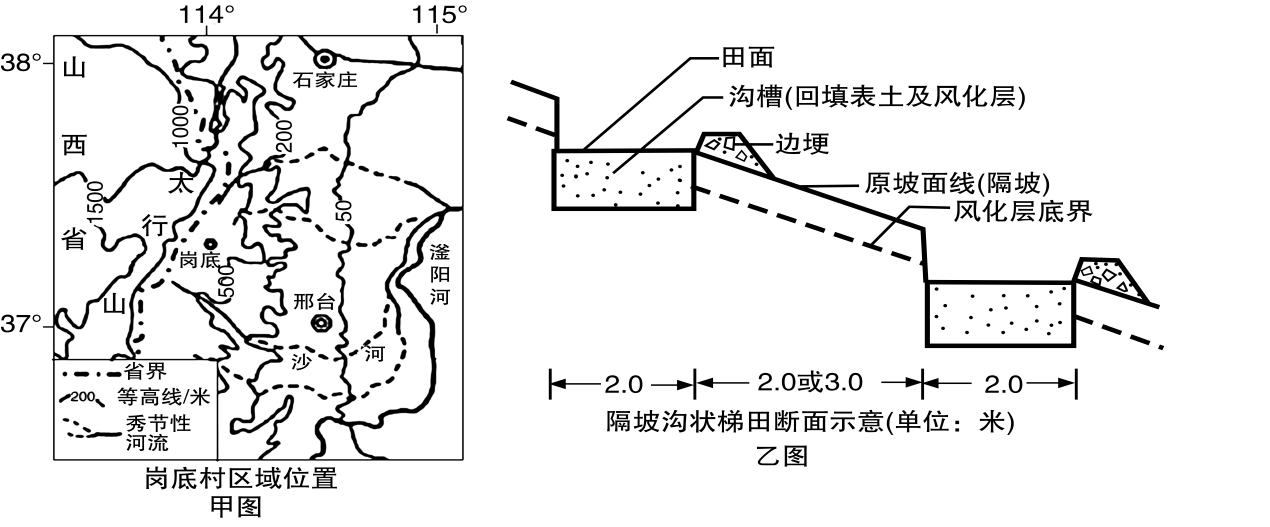 114°
115°
38°
37°
山
西
省
石家庄
1000
200
太
行
山
1500
50
岗底
500
邢台
滏
阳
河
沙
河
省界
200
等高线/米
秀节性
河流
岗底村区域位置
甲图
田面
沟槽(回填表土及风化层)
边埂
原坡面线(隔坡)
风化层底界
2.0
2.0或3.0
2.0
隔坡沟状梯田断面示意(单位：米)
乙图